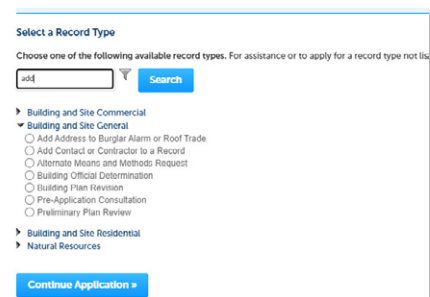 Select a Record Type
Choose one of the following available record types. For assistance or to apply for a record type not lis
add
Search
Building and Site Commercial
Building and Site General
Add Address to Burglar Alarm or Roof Trade
Add Contact or Contractor to a Record
Alternate Means and Methods Request
Building Official Determination
Building Plan Revision
Pre-Application Consultation
Preliminary Plan Review
Building and Site Residential
Natural Resources
Continue Application »